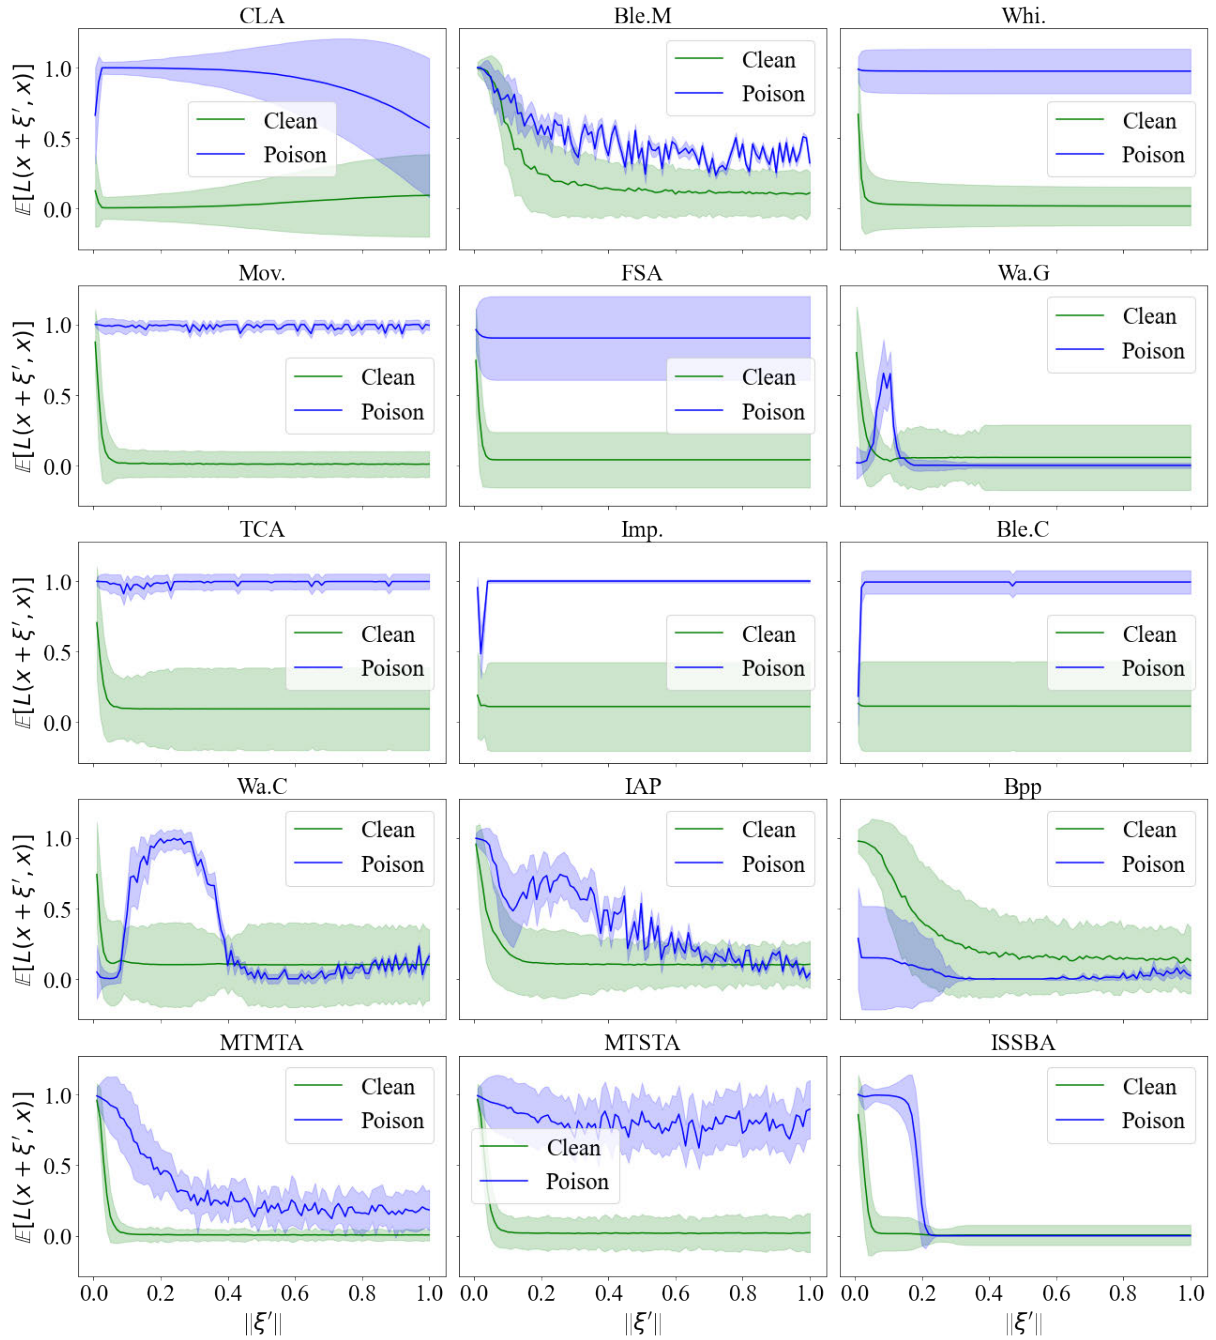 CLA Ble.M Whi.
𝔼[L(x + ξ′, x)]
1.0
0.5
0.0
Clean
Poison
Clean
Poison
Clean
Poison
Mov. FSA Wa.G
𝔼[L(x + ξ′, x)]
1.0
0.5
0.0
Clean
Poison
Clean
Poison
Clean
Poison
TCA Imp. Ble.C
𝔼[L(x + ξ′, x)]
1.0
0.5
0.0
Clean
Poison
Clean
Poison
Clean
Poison
Wa.C IAP Bpp
𝔼[L(x + ξ′, x)]
1.0
0.5
0.0
Clean
Poison
Clean
Poison
Clean
Poison
MTMTA MTSTA ISSBA
𝔼[L(x + ξ′, x)]
1.0
0.5
0.0
Clean
Poison
Clean
Poison
Clean
Poison
0.0 0.2 0.4 0.6 0.8 1.0 0.0 0.2 0.4 0.6 0.8 1.0 0.0 0.2 0.4 0.6 0.8 1.0
||ξ′|| ||ξ′|| ||ξ′||